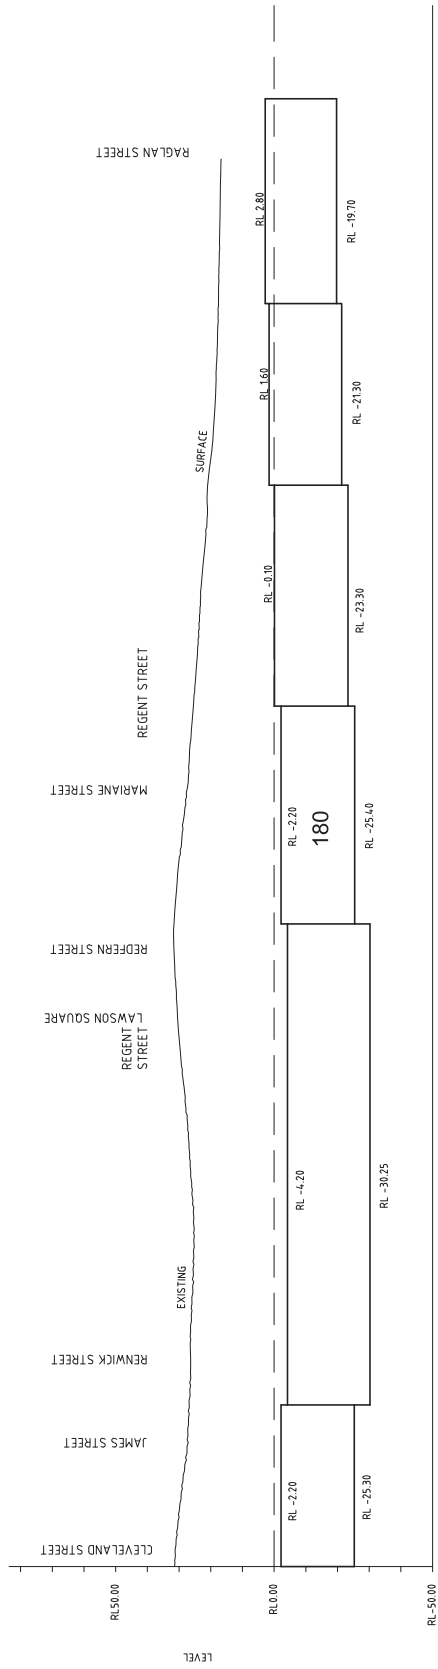 RAGLAN STREET
RL 2.80
RL -19.70
RL 1.60
RL -21.30
SURFACE
RL -0.10
RL -23.30
REGENT STREET
MARIANE STREET
RL -2.20
180
RL -25.40
REDFERN STREET
LAWSON SQUARE
REGENT
STREET
RL -4.20
RL -30.25
EXISTING
RENWICK STREET
JAMES STREET
RL -2.20
RL -25.30
CLEVELAND STREET
RL50.00
RL0.00
RL-50.00
LEVEL